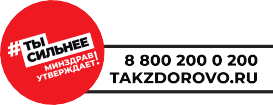 #ТЫ
СИЛЬНЕЕ
МИНЗДРАВ
УТВЕРЖДАЕТ!
8 800 200 0 200
TAKZDOROVO.RU